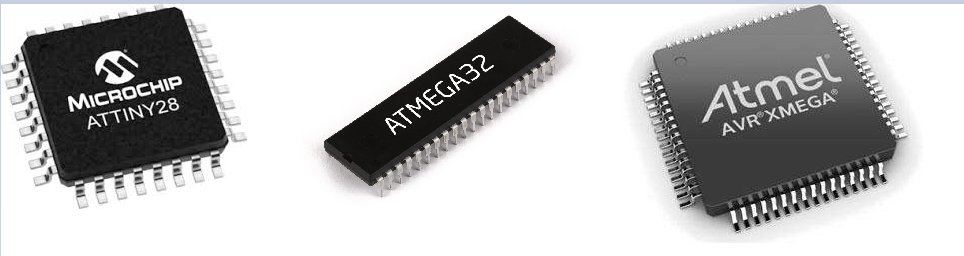 MICROCHIP
ATTINY28
ATMEGA32
Atmel
AVR® XMEGA®